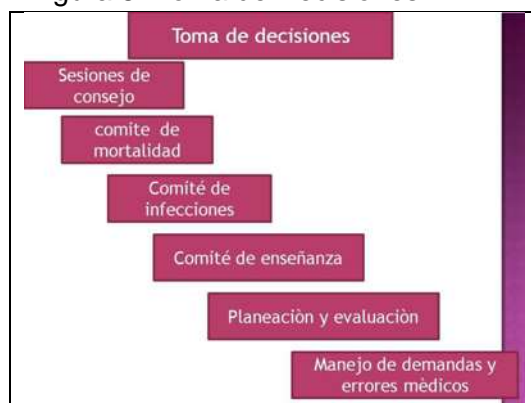 Toma de decisiones
Sesiones de
consejo
comite de
mortalidad
Comité de
infecciones
Comité de enseñanza
Planeaciòn y evaluaciòn
Manejo de demandas y
errores mèdicos